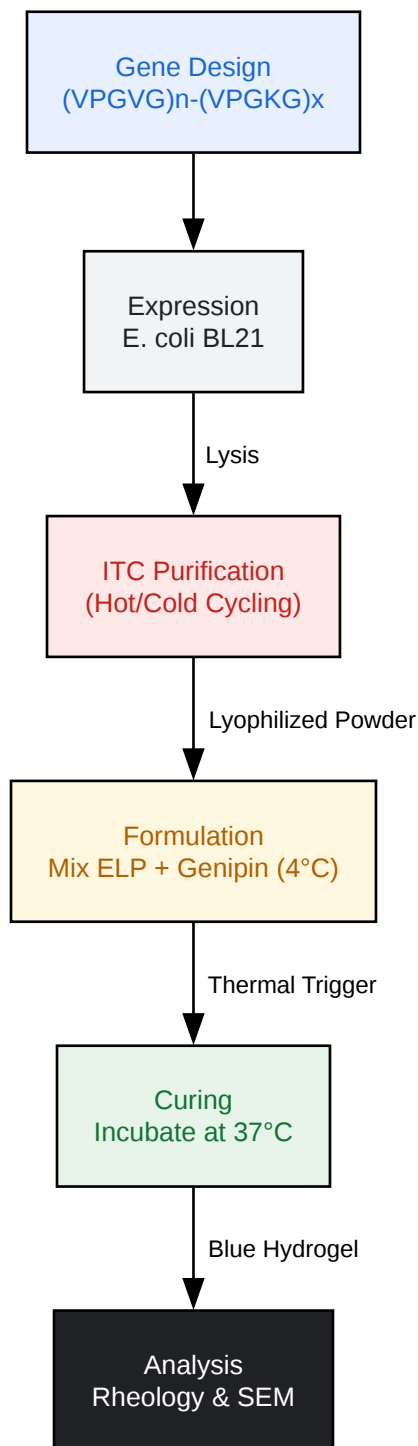 Gene Design
(VPGVG)n-(VPGKG)x
Expression
E. coli BL21
Lysis
ITC Purification
(Hot/Cold Cycling)
Lyophilized Powder
Formulation
Mix ELP + Genipin (4°C)
Thermal Trigger
Curing
Incubate at 37°C
Blue Hydrogel
Analysis
Rheology & SEM